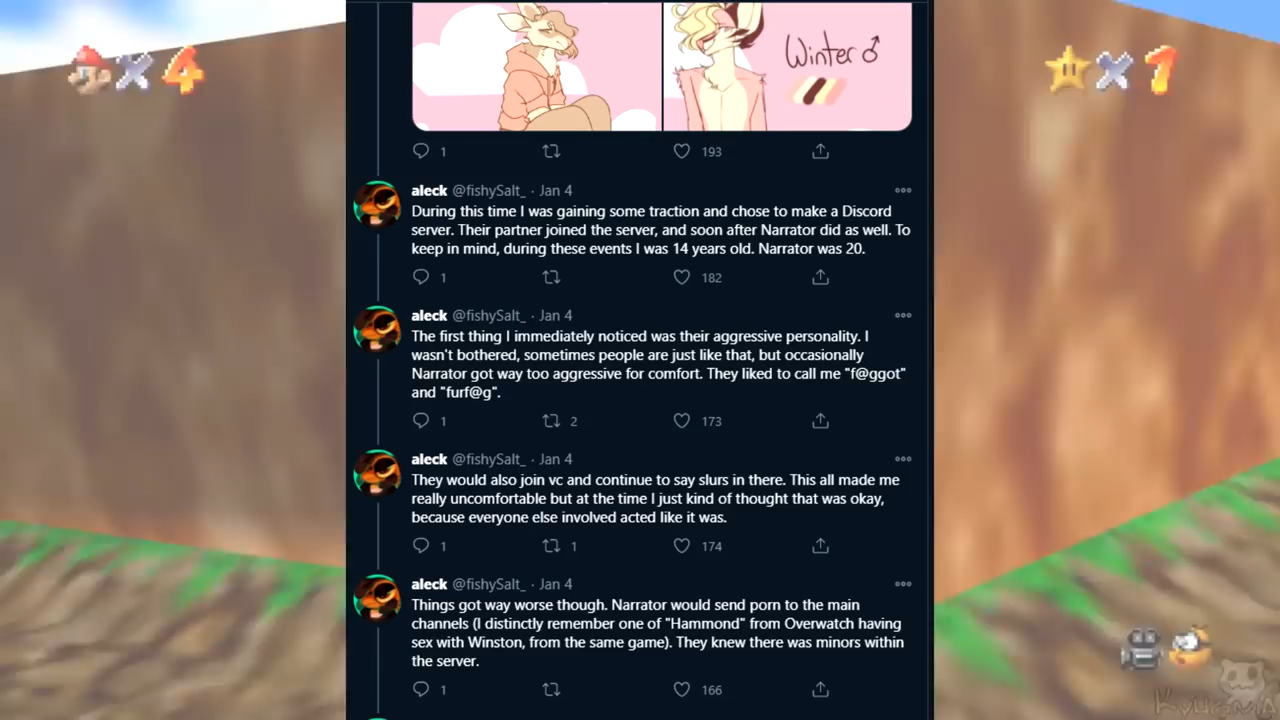 x 4
x 1
Winter ♂
1 193
aleck @fishySalt_ · Jan 4
During this time I was gaining some traction and chose to make a Discord
server. Their partner joined the server, and soon after Narrator did as well. To
keep in mind, during these events I was 14 years old. Narrator was 20.
1 182
aleck @fishySalt_ · Jan 4
The first thing I immediately noticed was their aggressive personality. I
wasn't bothered, sometimes people are just like that, but occasionally
Narrator got way too aggressive for comfort. They liked to call me "f@ggot"
and "furf@g".
1 2 173
aleck @fishySalt_ · Jan 4
They would also join vc and continue to say slurs in there. This all made me
really uncomfortable but at the time I just kind of thought that was okay,
because everyone else involved acted like it was.
1 1 174
aleck @fishySalt_ · Jan 4
Things got way worse though. Narrator would send porn to the main
channels (I distinctly remember one of "Hammond" from Overwatch having
sex with Winston, from the same game). They knew there was minors within
the server.
1 166